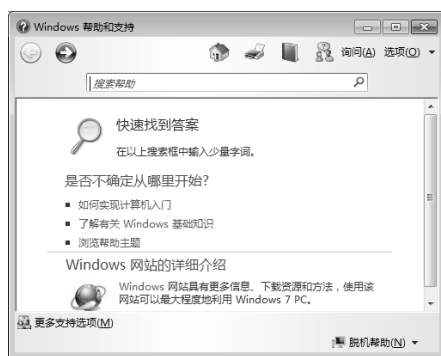 Windows 帮助和支持
询问(A) 选项(O)
搜索帮助
快速找到答案
在以上搜索框中输入少量字词。
是否不确定从哪里开始?
如何实现计算机入门
了解有关 Windows 基础知识
浏览帮助主题
Windows 网站的详细介绍
Windows 网站具有更多信息、下载资源和方法，使用该
网站可以最大程度地利用 Windows 7 PC。
更多支持选项(M)
脱机帮助(N)